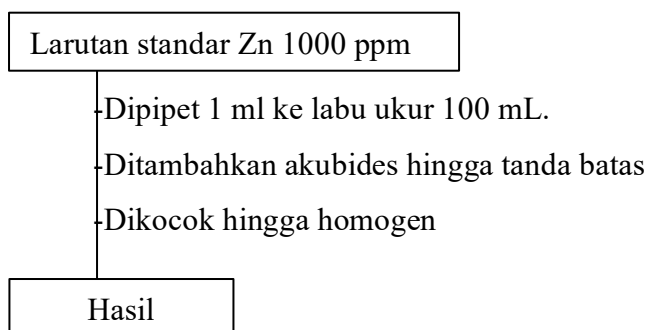 Larutan standar Zn 1000 ppm
-Dipipet 1 ml ke labu ukur 100 mL.
-Ditambahkan akubides hingga tanda batas
-Dikocok hingga homogen
Hasil